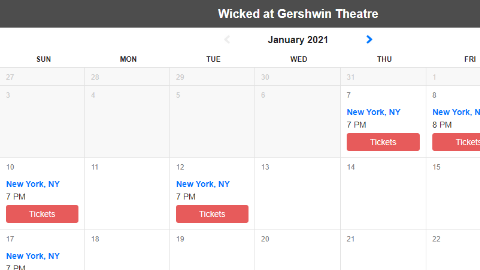 Wicked at Gershwin Theatre
January 2021
SUN MON TUE WED THU FRI
27 28 29 30 31 1
3 4 5 6 7 8
New York, NY New York, N
7 PM 8 PM
Tickets Tickets
10 11 12 13 14 15
New York, NY New York, NY
7 PM 7 PM
Tickets Tickets
17 18 19 20 21 22
New York, NY
7 PM